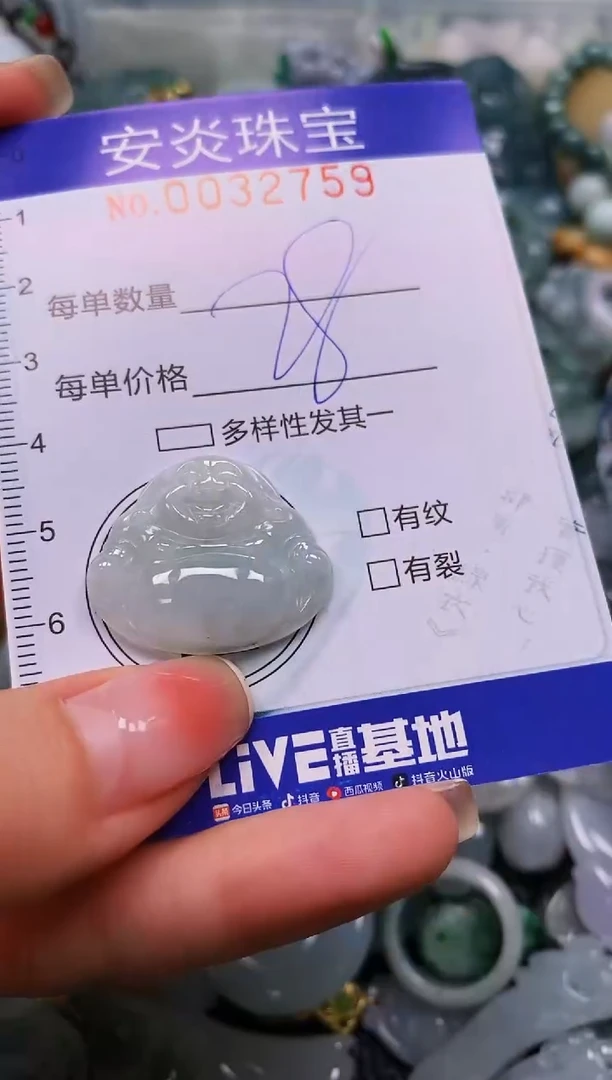 安炎珠宝
No.0032759
1
2
每单数量
3
每单价格
4
多样性发其一
5
有纹
有裂
6
LiVE直播基地
头条 今日头条 抖音 西瓜视频 抖音火山版